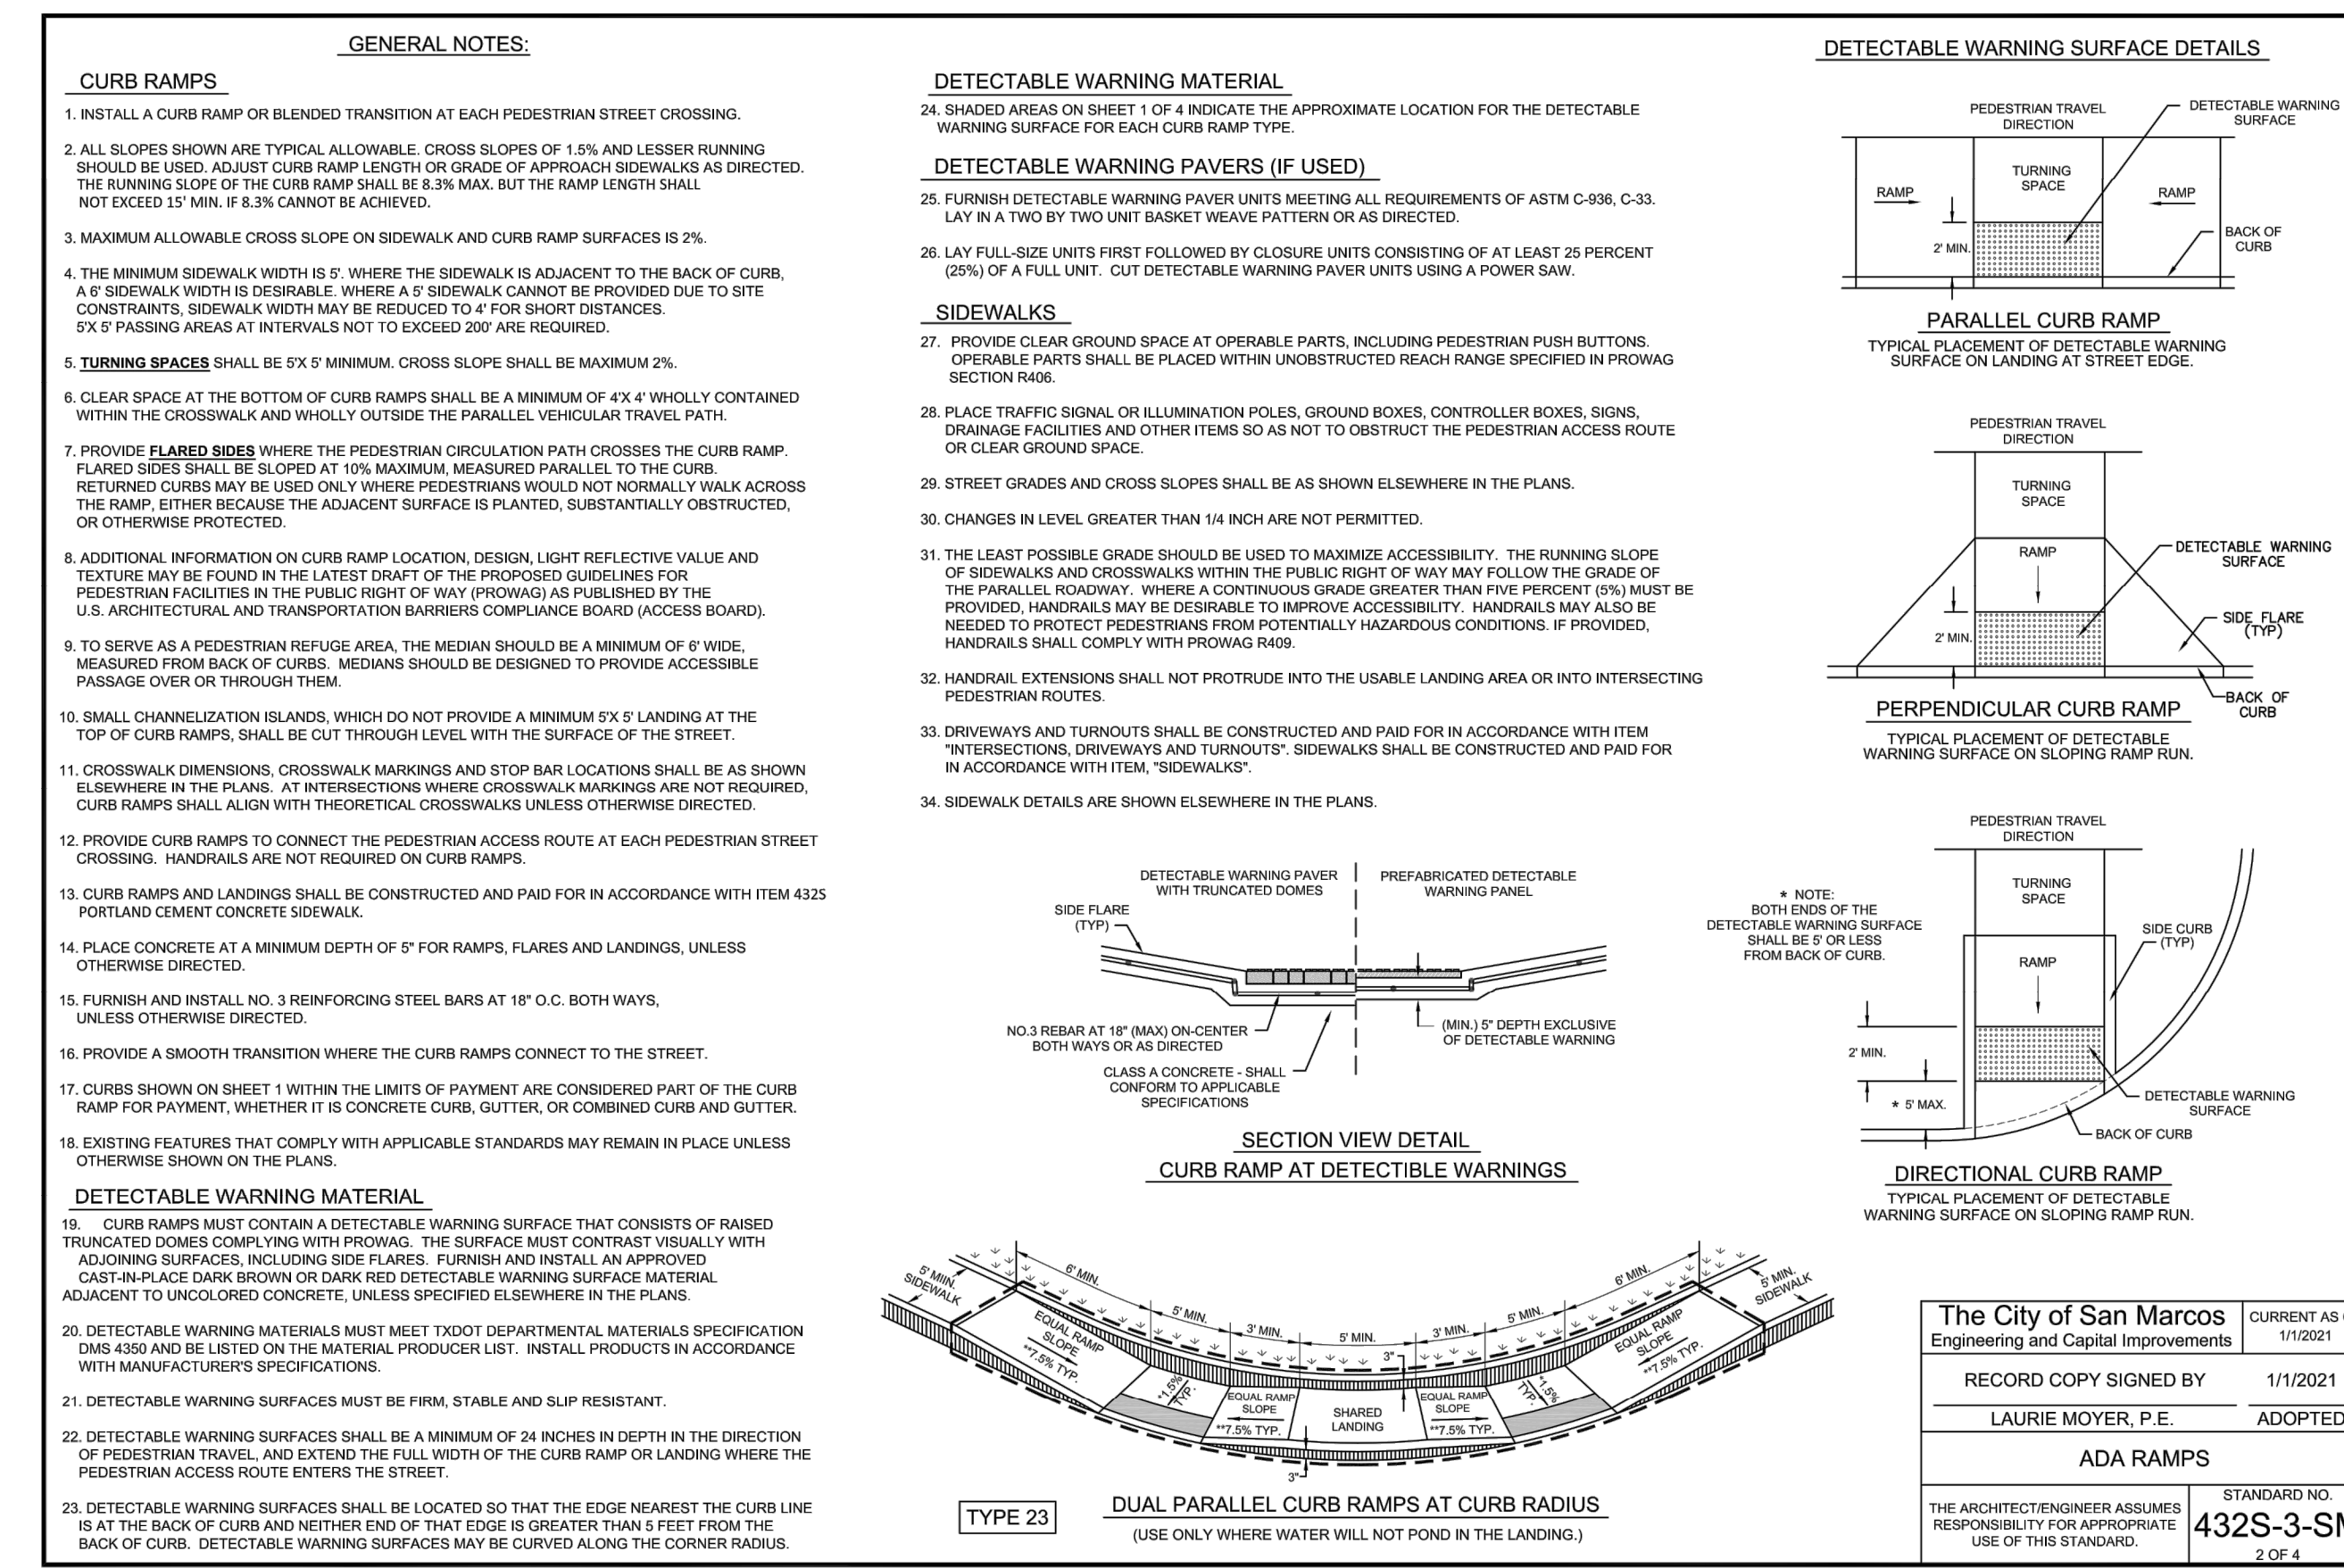 GENERAL NOTES:
CURB RAMPS
1. INSTALL A CURB RAMP OR BLENDED TRANSITION AT EACH PEDESTRIAN STREET CROSSING.
2. ALL SLOPES SHOWN ARE TYPICAL ALLOWABLE. CROSS SLOPES OF 1.5% AND LESSER RUNNING
SHOULD BE USED. ADJUST CURB RAMP LENGTH OR GRADE OF APPROACH SIDEWALKS AS DIRECTED.
THE RUNNING SLOPE OF THE CURB RAMP SHALL BE 8.3% MAX. BUT THE RAMP LENGTH SHALL
NOT EXCEED 15' MIN. IF 8.3% CANNOT BE ACHIEVED.
3. MAXIMUM ALLOWABLE CROSS SLOPE ON SIDEWALK AND CURB RAMP SURFACES IS 2%.
4. THE MINIMUM SIDEWALK WIDTH IS 5'. WHERE THE SIDEWALK IS ADJACENT TO THE BACK OF CURB,
A 6' SIDEWALK WIDTH IS DESIRABLE. WHERE A 5' SIDEWALK CANNOT BE PROVIDED DUE TO SITE
CONSTRAINTS, SIDEWALK WIDTH MAY BE REDUCED TO 4' FOR SHORT DISTANCES.
5'X 5' PASSING AREAS AT INTERVALS NOT TO EXCEED 200' ARE REQUIRED.
5. TURNING SPACES SHALL BE 5'X 5' MINIMUM. CROSS SLOPE SHALL BE MAXIMUM 2%.
6. CLEAR SPACE AT THE BOTTOM OF CURB RAMPS SHALL BE A MINIMUM OF 4'X 4' WHOLLY CONTAINED
WITHIN THE CROSSWALK AND WHOLLY OUTSIDE THE PARALLEL VEHICULAR TRAVEL PATH.
7. PROVIDE FLARED SIDES WHERE THE PEDESTRIAN CIRCULATION PATH CROSSES THE CURB RAMP.
FLARED SIDES SHALL BE SLOPED AT 10% MAXIMUM, MEASURED PARALLEL TO THE CURB.
RETURNED CURBS MAY BE USED ONLY WHERE PEDESTRIANS WOULD NOT NORMALLY WALK ACROSS
THE RAMP, EITHER BECAUSE THE ADJACENT SURFACE IS PLANTED, SUBSTANTIALLY OBSTRUCTED,
OR OTHERWISE PROTECTED.
8. ADDITIONAL INFORMATION ON CURB RAMP LOCATION, DESIGN, LIGHT REFLECTIVE VALUE AND
TEXTURE MAY BE FOUND IN THE LATEST DRAFT OF THE PROPOSED GUIDELINES FOR
PEDESTRIAN FACILITIES IN THE PUBLIC RIGHT OF WAY (PROWAG) AS PUBLISHED BY THE
U.S. ARCHITECTURAL AND TRANSPORTATION BARRIERS COMPLIANCE BOARD (ACCESS BOARD).
9. TO SERVE AS A PEDESTRIAN REFUGE AREA, THE MEDIAN SHOULD BE A MINIMUM OF 6' WIDE,
MEASURED FROM BACK OF CURBS. MEDIANS SHOULD BE DESIGNED TO PROVIDE ACCESSIBLE
PASSAGE OVER OR THROUGH THEM.
10. SMALL CHANNELIZATION ISLANDS, WHICH DO NOT PROVIDE A MINIMUM 5'X 5' LANDING AT THE
TOP OF CURB RAMPS, SHALL BE CUT THROUGH LEVEL WITH THE SURFACE OF THE STREET.
11. CROSSWALK DIMENSIONS, CROSSWALK MARKINGS AND STOP BAR LOCATIONS SHALL BE AS SHOWN
ELSEWHERE IN THE PLANS. AT INTERSECTIONS WHERE CROSSWALK MARKINGS ARE NOT REQUIRED,
CURB RAMPS SHALL ALIGN WITH THEORETICAL CROSSWALKS UNLESS OTHERWISE DIRECTED.
12. PROVIDE CURB RAMPS TO CONNECT THE PEDESTRIAN ACCESS ROUTE AT EACH PEDESTRIAN STREET
CROSSING. HANDRAILS ARE NOT REQUIRED ON CURB RAMPS.
13. CURB RAMPS AND LANDINGS SHALL BE CONSTRUCTED AND PAID FOR IN ACCORDANCE WITH ITEM 432S
PORTLAND CEMENT CONCRETE SIDEWALK.
14. PLACE CONCRETE AT A MINIMUM DEPTH OF 5" FOR RAMPS, FLARES AND LANDINGS, UNLESS
OTHERWISE DIRECTED.
15. FURNISH AND INSTALL NO. 3 REINFORCING STEEL BARS AT 18" O.C. BOTH WAYS,
UNLESS OTHERWISE DIRECTED.
16. PROVIDE A SMOOTH TRANSITION WHERE THE CURB RAMPS CONNECT TO THE STREET.
17. CURBS SHOWN ON SHEET 1 WITHIN THE LIMITS OF PAYMENT ARE CONSIDERED PART OF THE CURB
RAMP FOR PAYMENT, WHETHER IT IS CONCRETE CURB, GUTTER, OR COMBINED CURB AND GUTTER.
18. EXISTING FEATURES THAT COMPLY WITH APPLICABLE STANDARDS MAY REMAIN IN PLACE UNLESS
OTHERWISE SHOWN ON THE PLANS.
DETECTABLE WARNING MATERIAL
19. CURB RAMPS MUST CONTAIN A DETECTABLE WARNING SURFACE THAT CONSISTS OF RAISED
TRUNCATED DOMES COMPLYING WITH PROWAG. THE SURFACE MUST CONTRAST VISUALLY WITH
ADJOINING SURFACES, INCLUDING SIDE FLARES. FURNISH AND INSTALL AN APPROVED
CAST-IN-PLACE DARK BROWN OR DARK RED DETECTABLE WARNING SURFACE MATERIAL
ADJACENT TO UNCOLORED CONCRETE, UNLESS SPECIFIED ELSEWHERE IN THE PLANS.
20. DETECTABLE WARNING MATERIALS MUST MEET TXDOT DEPARTMENTAL MATERIALS SPECIFICATION
DMS 4350 AND BE LISTED ON THE MATERIAL PRODUCER LIST. INSTALL PRODUCTS IN ACCORDANCE
WITH MANUFACTURER'S SPECIFICATIONS.
21. DETECTABLE WARNING SURFACES MUST BE FIRM, STABLE AND SLIP RESISTANT.
22. DETECTABLE WARNING SURFACES SHALL BE A MINIMUM OF 24 INCHES IN DEPTH IN THE DIRECTION
OF PEDESTRIAN TRAVEL, AND EXTEND THE FULL WIDTH OF THE CURB RAMP OR LANDING WHERE THE
PEDESTRIAN ACCESS ROUTE ENTERS THE STREET.
23. DETECTABLE WARNING SURFACES SHALL BE LOCATED SO THAT THE EDGE NEAREST THE CURB LINE
IS AT THE BACK OF CURB AND NEITHER END OF THAT EDGE IS GREATER THAN 5 FEET FROM THE
BACK OF CURB. DETECTABLE WARNING SURFACES MAY BE CURVED ALONG THE CORNER RADIUS.
DETECTABLE WARNING MATERIAL
24. SHADED AREAS ON SHEET 1 OF 4 INDICATE THE APPROXIMATE LOCATION FOR THE DETECTABLE
WARNING SURFACE FOR EACH CURB RAMP TYPE.
DETECTABLE WARNING PAVERS (IF USED)
25. FURNISH DETECTABLE WARNING PAVER UNITS MEETING ALL REQUIREMENTS OF ASTM C-936, C-33.
LAY IN A TWO BY TWO UNIT BASKET WEAVE PATTERN OR AS DIRECTED.
26. LAY FULL-SIZE UNITS FIRST FOLLOWED BY CLOSURE UNITS CONSISTING OF AT LEAST 25 PERCENT
(25%) OF A FULL UNIT. CUT DETECTABLE WARNING PAVER UNITS USING A POWER SAW.
SIDEWALKS
27. PROVIDE CLEAR GROUND SPACE AT OPERABLE PARTS, INCLUDING PEDESTRIAN PUSH BUTTONS.
OPERABLE PARTS SHALL BE PLACED WITHIN UNOBSTRUCTED REACH RANGE SPECIFIED IN PROWAG
SECTION R406.
28. PLACE TRAFFIC SIGNAL OR ILLUMINATION POLES, GROUND BOXES, CONTROLLER BOXES, SIGNS,
DRAINAGE FACILITIES AND OTHER ITEMS SO AS NOT TO OBSTRUCT THE PEDESTRIAN ACCESS ROUTE
OR CLEAR GROUND SPACE.
29. STREET GRADES AND CROSS SLOPES SHALL BE AS SHOWN ELSEWHERE IN THE PLANS.
30. CHANGES IN LEVEL GREATER THAN 1/4 INCH ARE NOT PERMITTED.
31. THE LEAST POSSIBLE GRADE SHOULD BE USED TO MAXIMIZE ACCESSIBILITY. THE RUNNING SLOPE
OF SIDEWALKS AND CROSSWALKS WITHIN THE PUBLIC RIGHT OF WAY MAY FOLLOW THE GRADE OF
THE PARALLEL ROADWAY. WHERE A CONTINUOUS GRADE GREATER THAN FIVE PERCENT (5%) MUST BE
PROVIDED, HANDRAILS MAY BE DESIRABLE TO IMPROVE ACCESSIBILITY. HANDRAILS MAY ALSO BE
NEEDED TO PROTECT PEDESTRIANS FROM POTENTIALLY HAZARDOUS CONDITIONS. IF PROVIDED,
HANDRAILS SHALL COMPLY WITH PROWAG R409.
32. HANDRAIL EXTENSIONS SHALL NOT PROTRUDE INTO THE USABLE LANDING AREA OR INTO INTERSECTING
PEDESTRIAN ROUTES.
33. DRIVEWAYS AND TURNOUTS SHALL BE CONSTRUCTED AND PAID FOR IN ACCORDANCE WITH ITEM
"INTERSECTIONS, DRIVEWAYS AND TURNOUTS". SIDEWALKS SHALL BE CONSTRUCTED AND PAID FOR
IN ACCORDANCE WITH ITEM, "SIDEWALKS".
34. SIDEWALK DETAILS ARE SHOWN ELSEWHERE IN THE PLANS.
DETECTABLE WARNING PAVER
WITH TRUNCATED DOMES
PREFABRICATED DETECTABLE
WARNING PANEL
SIDE FLARE
(TYP)
NO.3 REBAR AT 18" (MAX) ON-CENTER
BOTH WAYS OR AS DIRECTED
(MIN.) 5" DEPTH EXCLUSIVE
OF DETECTABLE WARNING
CLASS A CONCRETE - SHALL
CONFORM TO APPLICABLE
SPECIFICATIONS
SECTION VIEW DETAIL
CURB RAMP AT DETECTIBLE WARNINGS
5' MIN.
SIDEWALK
6' MIN.
5' MIN.
3' MIN.
5' MIN.
3' MIN.
5' MIN.
6' MIN.
5' MIN.
SIDEWALK
EQUAL RAMP
SLOPE
**7.5% TYP.
*1.5%
TYP.
EQUAL RAMP
SLOPE
**7.5% TYP.
SHARED
LANDING
3"
3"
EQUAL RAMP
SLOPE
**7.5% TYP.
*1.5%
TYP.
EQUAL RAMP
SLOPE
**7.5% TYP.
TYPE 23
DUAL PARALLEL CURB RAMPS AT CURB RADIUS
(USE ONLY WHERE WATER WILL NOT POND IN THE LANDING.)
DETECTABLE WARNING SURFACE DETAILS
PEDESTRIAN TRAVEL
DIRECTION
DETECTABLE WARNING
SURFACE
TURNING
SPACE
RAMP
RAMP
2' MIN.
BACK OF
CURB
PARALLEL CURB RAMP
TYPICAL PLACEMENT OF DETECTABLE WARNING
SURFACE ON LANDING AT STREET EDGE.
PEDESTRIAN TRAVEL
DIRECTION
TURNING
SPACE
RAMP
DETECTABLE WARNING
SURFACE
2' MIN.
SIDE FLARE
(TYP)
BACK OF
CURB
PERPENDICULAR CURB RAMP
TYPICAL PLACEMENT OF DETECTABLE
WARNING SURFACE ON SLOPING RAMP RUN.
PEDESTRIAN TRAVEL
DIRECTION
* NOTE:
BOTH ENDS OF THE
DETECTABLE WARNING SURFACE
SHALL BE 5' OR LESS
FROM BACK OF CURB.
TURNING
SPACE
SIDE CURB
(TYP)
RAMP
2' MIN.
* 5' MAX.
DETECTABLE WARNING
SURFACE
BACK OF CURB
DIRECTIONAL CURB RAMP
TYPICAL PLACEMENT OF DETECTABLE
WARNING SURFACE ON SLOPING RAMP RUN.
The City of San Marcos
Engineering and Capital Improvements
CURRENT AS
1/1/2021
RECORD COPY SIGNED BY
1/1/2021
LAURIE MOYER, P.E.
ADOPTED
ADA RAMPS
THE ARCHITECT/ENGINEER ASSUMES
RESPONSIBILITY FOR APPROPRIATE
USE OF THIS STANDARD.
STANDARD NO.
432S-3-SM
2 OF 4